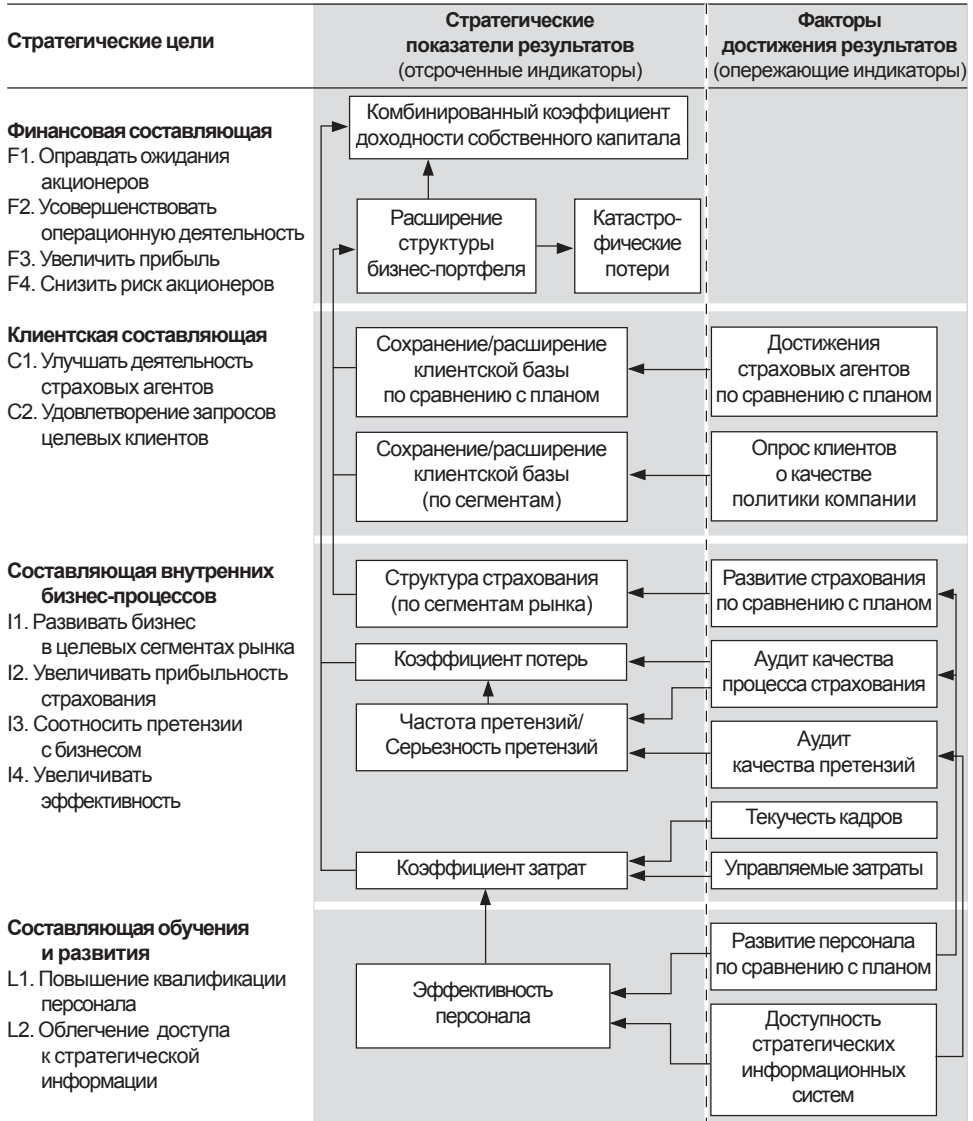 Стратегические цели
Стратегические
показатели результатов
(отсроченные индикаторы)
Факторы
достижения результатов
(опережающие индикаторы)
Финансовая составляющая
F1. Оправдать ожидания
акционеров
F2. Усовершенствовать
операционную деятельность
F3. Увеличить прибыль
F4. Снизить риск акционеров
Комбинированный коэффициент
доходности собственного капитала
Расширение
структуры
бизнес-портфеля
Катастро-
фические
потери
Клиентская составляющая
C1. Улучшать деятельность
страховых агентов
C2. Удовлетворение запросов
целевых клиентов
Сохранение/расширение
клиентской базы
по сравнению с планом
Достижения
страховых агентов
по сравнению с планом
Сохранение/расширение
клиентской базы
(по сегментам)
Опрос клиентов
о качестве
политики компании
Составляющая внутренних
бизнес-процессов
I1. Развивать бизнес
в целевых сегментах рынка
I2. Увеличивать прибыльность
страхования
I3. Соотносить претензии
с бизнесом
I4. Увеличивать
эффективность
Структура страхования
(по сегментам рынка)
Развитие страхования
по сравнению с планом
Коэффициент потерь
Аудит качества
процесса страхования
Частота претензий/
Серьезность претензий
Аудит
качества претензий
Текучесть кадров
Коэффициент затрат
Управляемые затраты
Составляющая обучения
и развития
L1. Повышение квалификации
персонала
L2. Облегчение доступа
к стратегической
информации
Эффективность
персонала
Развитие персонала
по сравнению с планом
Доступность
стратегических
информационных
систем